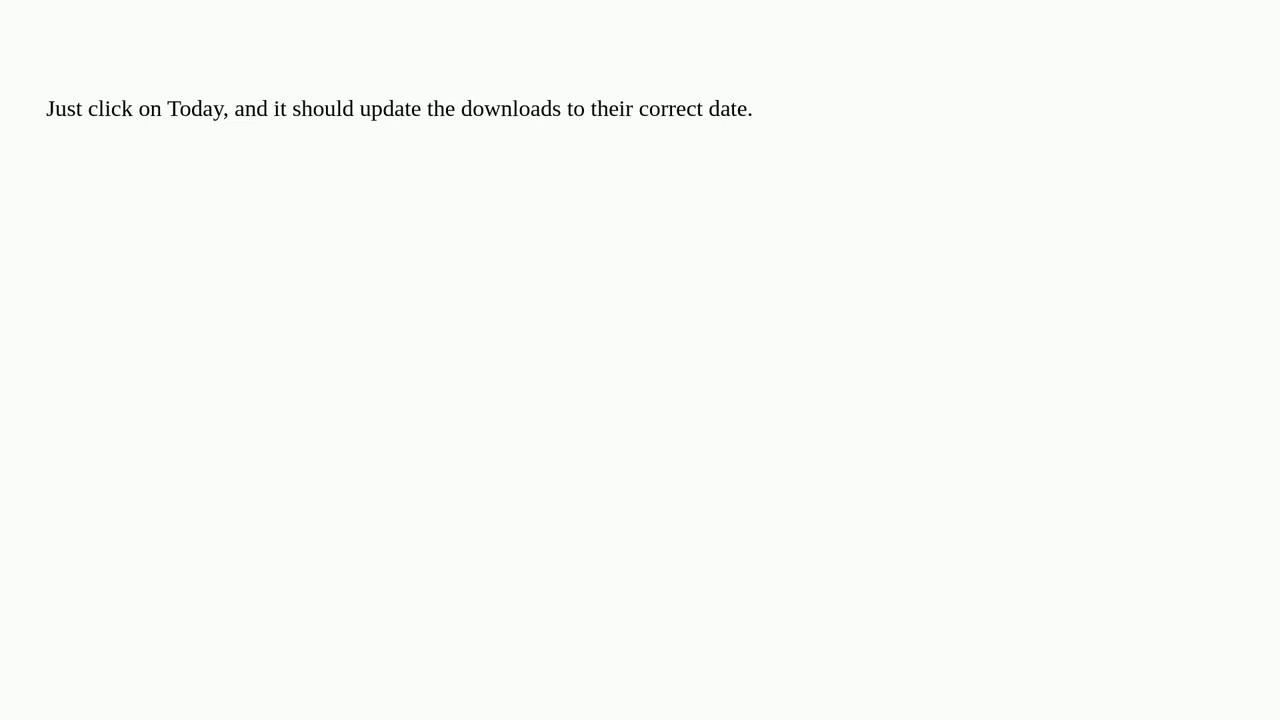 Just click on Today, and it should update the downloads to their correct date.